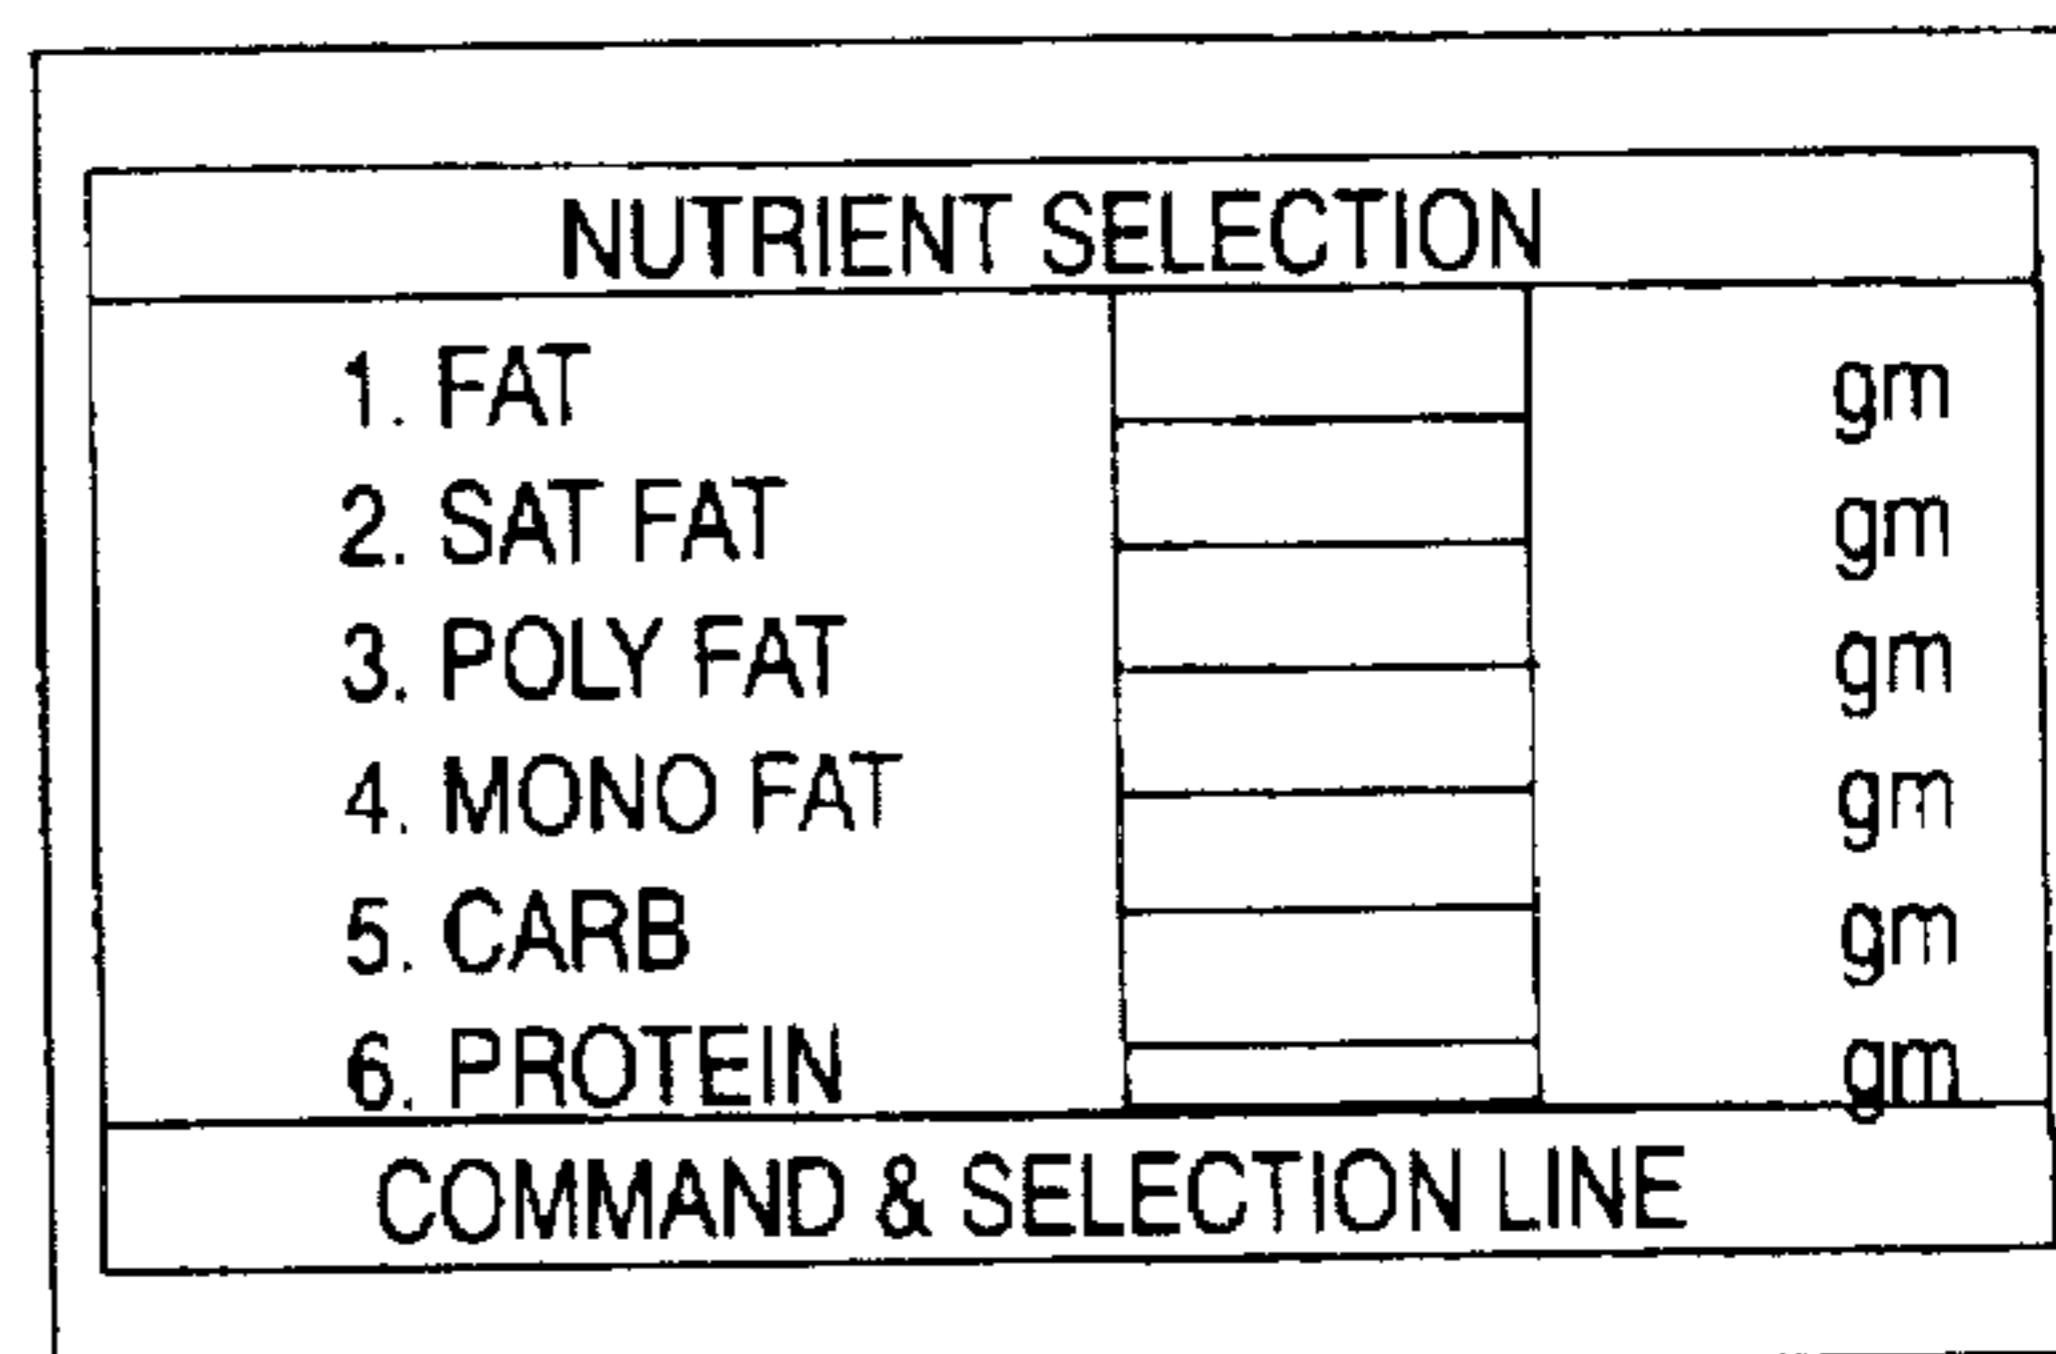 NUTRIENT SELECTION
1. FAT gm
2. SAT FAT gm
3. POLY FAT gm
4. MONO FAT gm
5. CARB gm
6. PROTEIN gm
COMMAND & SELECTION LINE